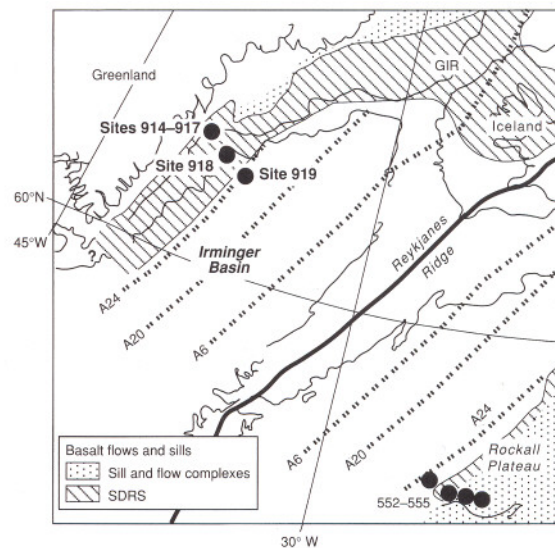 Greenland
GIR
Iceland
Sites 914–917
Site 918
Site 919
60°N
45°W
Irminger
Basin
Reykjanes
Ridge
A24
A20
A6
A24
A6
A20
Rockall
Plateau
552–555
Basalt flows and sills
Sill and flow complexes
SDRS
30° W